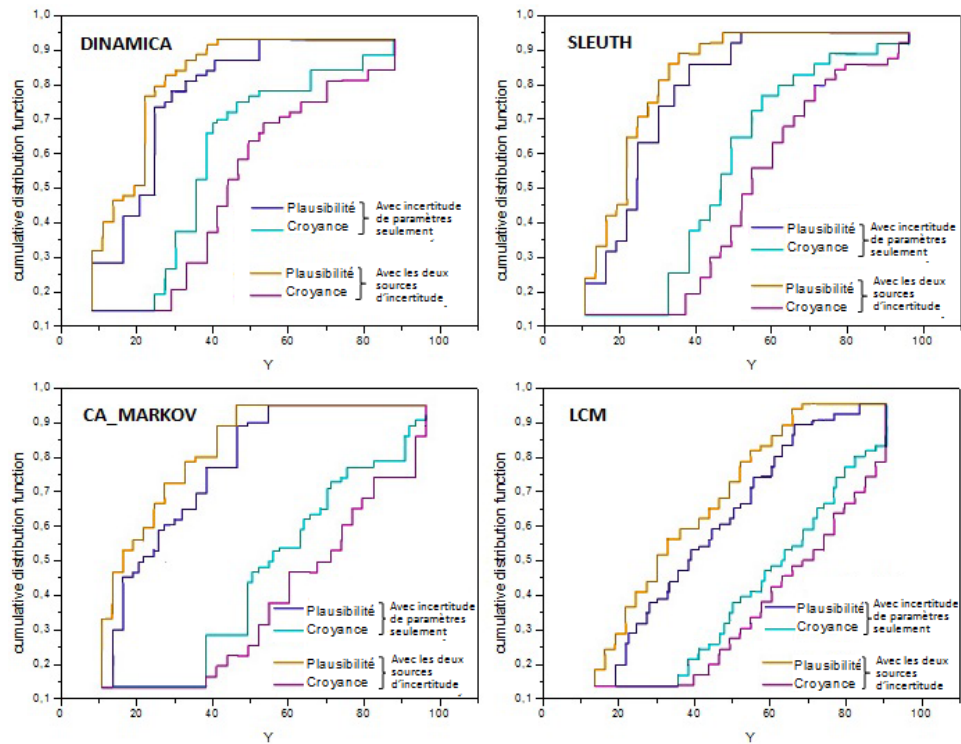 DINAMICA
cumulative distribution function
1,0
0,9
0,8
0,7
0,6
0,5
0,4
0,3
0,2
0,1
Plausibilité
Croyance
Avec incertitude
de paramètres
seulement
Plausibilité
Croyance
Avec les deux
sources
d'incertitude
0 20 40 60 80 100
Y
SLEUTH
cumulative distribution function
1,0
0,9
0,8
0,7
0,6
0,5
0,4
0,3
0,2
0,1
Plausibilité
Croyance
Avec incertitude
de paramètres
seulement
Plausibilité
Croyance
Avec les deux
sources
d'incertitude
0 20 40 60 80 100
Y
CA_MARKOV
cumulative distribution function
1,0
0,9
0,8
0,7
0,6
0,5
0,4
0,3
0,2
0,1
Plausibilité
Croyance
Avec incertitude
de paramètres
seulement
Plausibilité
Croyance
Avec les deux
sources
d'incertitude
0 20 40 60 80 100
Y
LCM
cumulative distribution function
1,0
0,9
0,8
0,7
0,6
0,5
0,4
0,3
0,2
0,1
Plausibilité
Croyance
Avec incertitude
de paramètres
seulement
Plausibilité
Croyance
Avec les deux
sources
d'incertitude
0 20 40 60 80 100
Y